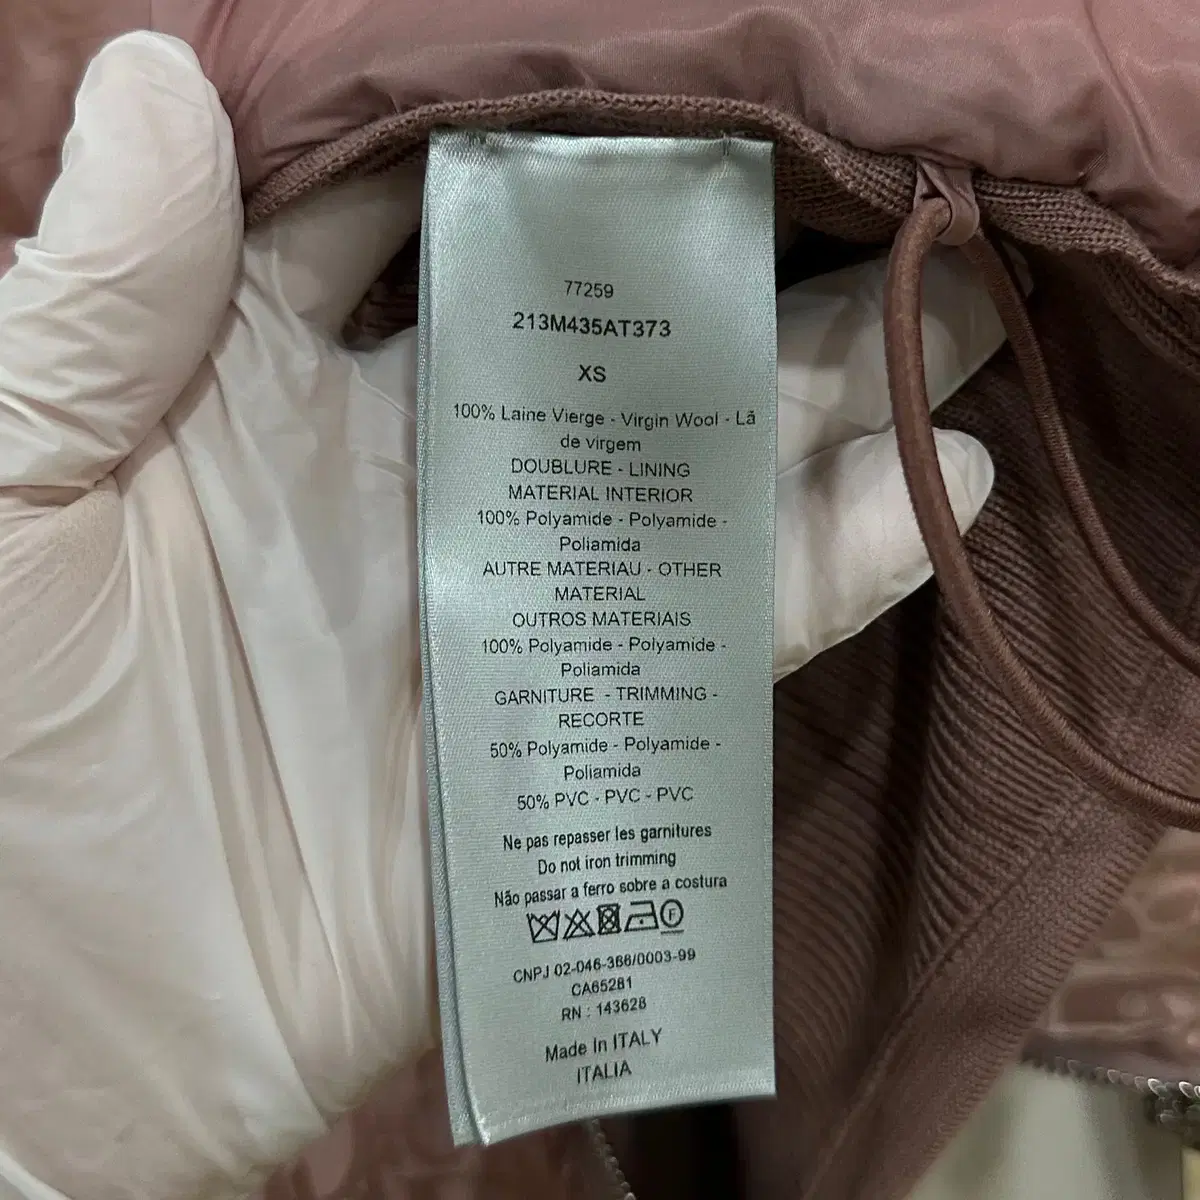 77259
213M435AT373
XS
100% Laine Vierge - Virgin Wool - Lã
de virgem
DOUBLURE - LINING
MATERIAL INTERIOR
100% Polyamide - Polyamide -
Poliamida
AUTRE MATERIAU - OTHER
MATERIAL
OUTROS MATERIAIS
100% Polyamide - Polyamide -
Poliamida
GARNITURE - TRIMMING -
RECORTE
50% Polyamide - Polyamide -
Poliamida
50% PVC - PVC - PVC
Ne pas repasser les garnitures
Do not iron trimming
Não passar a ferro sobre a costura
F
CNPJ 02-046-366/0003-99
CA65281
RN : 143628
Made In ITALY
ITALIA